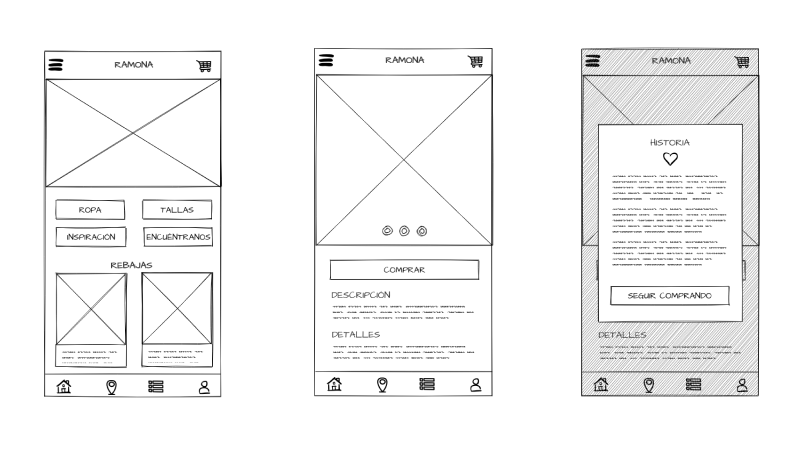 RAMONA
ROPA
TALLAS
INSPIRACIÓN
ENCUÉNTRANOS
REBAJAS
RAMONA
COMPRAR
DESCRIPCIÓN
DETALLES
RAMONA
HISTORIA
SEGUIR COMPRANDO
DETALLES